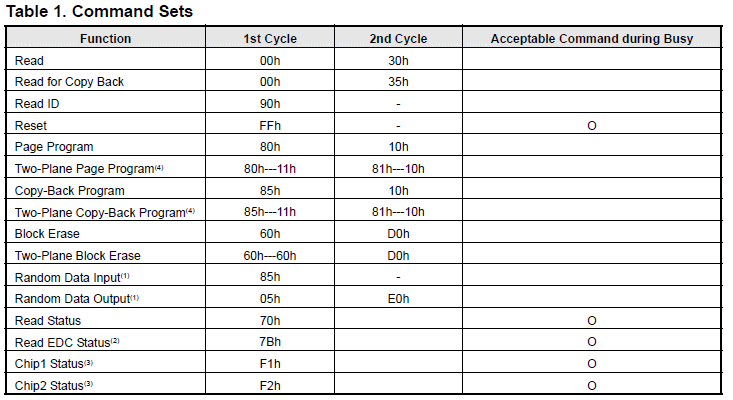 Table 1. Command Sets
Function 1st Cycle 2nd Cycle Acceptable Command during Busy
Read 00h 30h
Read for Copy Back 00h 35h
Read ID 90h -
Reset FFh - O
Page Program 80h 10h
Two-Plane Page Program(4) 80h---11h 81h---10h
Copy-Back Program 85h 10h
Two-Plane Copy-Back Program(4) 85h---11h 81h---10h
Block Erase 60h D0h
Two-Plane Block Erase 60h---60h D0h
Random Data Input(1) 85h -
Random Data Output(1) 05h E0h
Read Status 70h O
Read EDC Status(2) 7Bh O
Chip1 Status(3) F1h O
Chip2 Status(3) F2h O